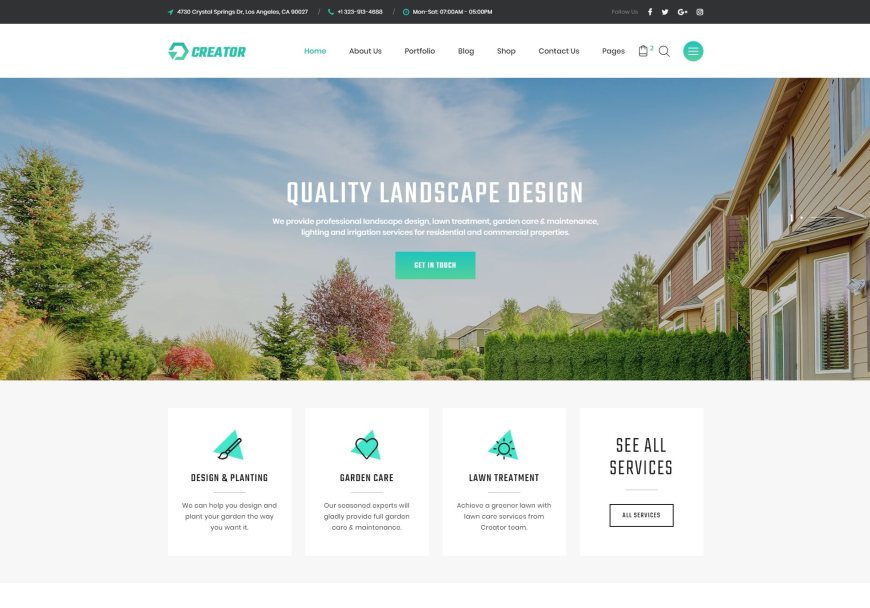 4730 Crystal Springs Dr, Los Angeles, CA 90027 / +1 323-913-4688 / Mon-Sat: 07:00AM - 05:00PM Follow Us
CREATOR Home About Us Portfolio Blog Shop Contact Us Pages 2
QUALITY LANDSCAPE DESIGN
We provide professional landscape design, lawn treatment, garden care & maintenance,
lighting and irrigation services for residential and commercial properties.
GET IN TOUCH
DESIGN & PLANTING
We can help you design and
plant your garden the way
you want it.
GARDEN CARE
Our seasoned experts will
gladly provide full garden
care & maintenance.
LAWN TREATMENT
Achieve a greener lawn with
lawn care services from
Creator team.
SEE ALL
SERVICES
ALL SERVICES